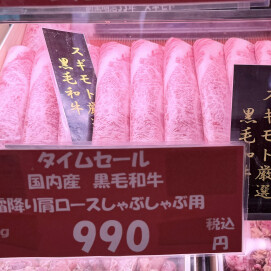 スギモト厳選
黒毛和牛
スギモト厳選
黒毛和牛
タイムセール
国内産 黒毛和牛
霜降り肩ロースしゃぶしゃぶ用
g
990
税込
円